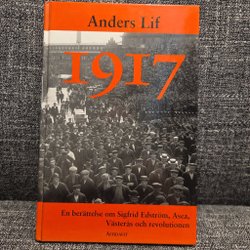 Anders Lif
1917
En berättelse om Sigfrid Edström, Asea,
Västerås och revolutionen